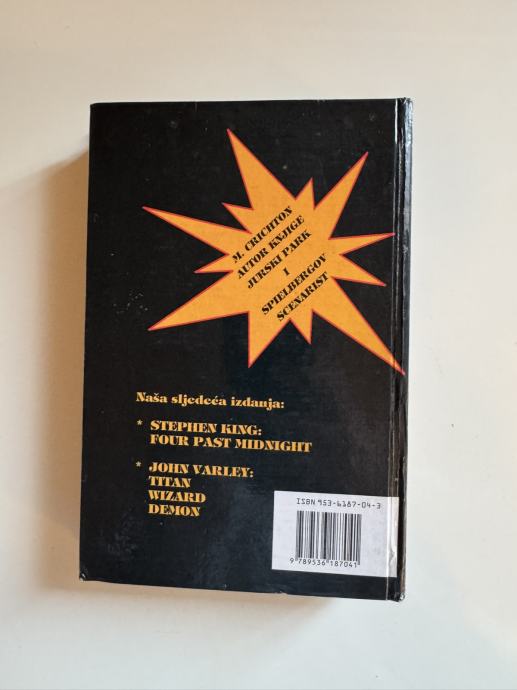 M. CRICHTON
AUTOR KNJIGE
JURSKI PARK
I
SPIELBERGOV
SCENARIST
Naša sljedeća izdanja:
* STEPHEN KING:
FOUR PAST MIDNIGHT
* JOHN VARLEY:
TITAN
WIZARD
DEMON
ISBN 953-6187-04-3
9 789536 187041